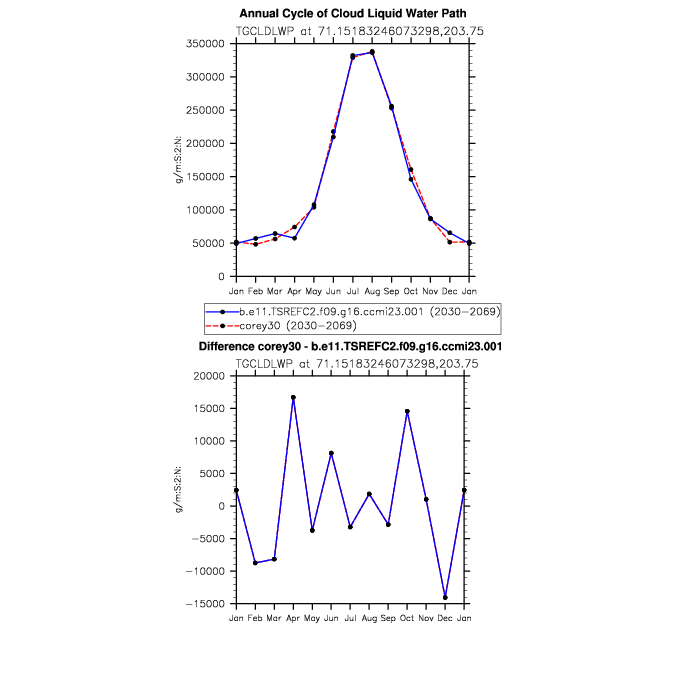 Annual Cycle of Cloud Liquid Water Path
TGCLDLWP at 71.15183246073298,203.75
350000
300000
250000
200000
150000
100000
50000
0
g/m:S:2:N:
Jan Feb Mar Apr May Jun Jul Aug Sep Oct Nov Dec Jan
b.e11.TSREFC2.f09.g16.ccmi23.001 (2030-2069)
corey30 (2030-2069)
Difference corey30 - b.e11.TSREFC2.f09.g16.ccmi23.001
TGCLDLWP at 71.15183246073298,203.75
20000
15000
10000
5000
0
-5000
-10000
-15000
g/m:S:2:N:
Jan Feb Mar Apr May Jun Jul Aug Sep Oct Nov Dec Jan